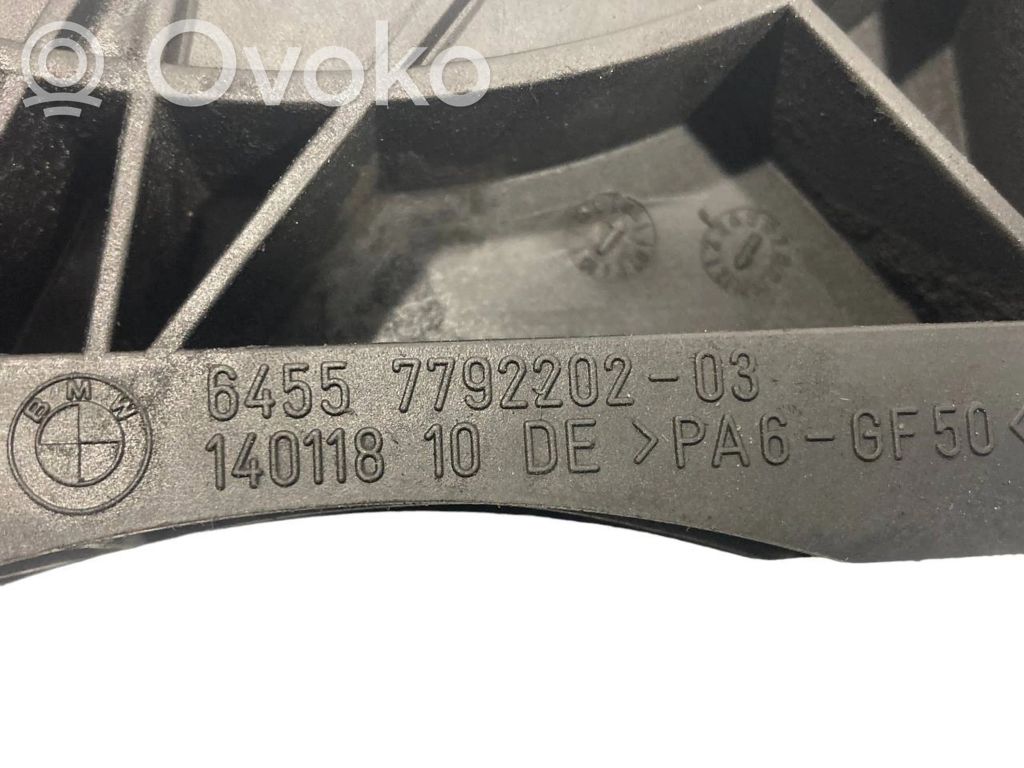 Ovoko
BMW
6455 7792202-03
140118 10 DE >PA6-GF50<